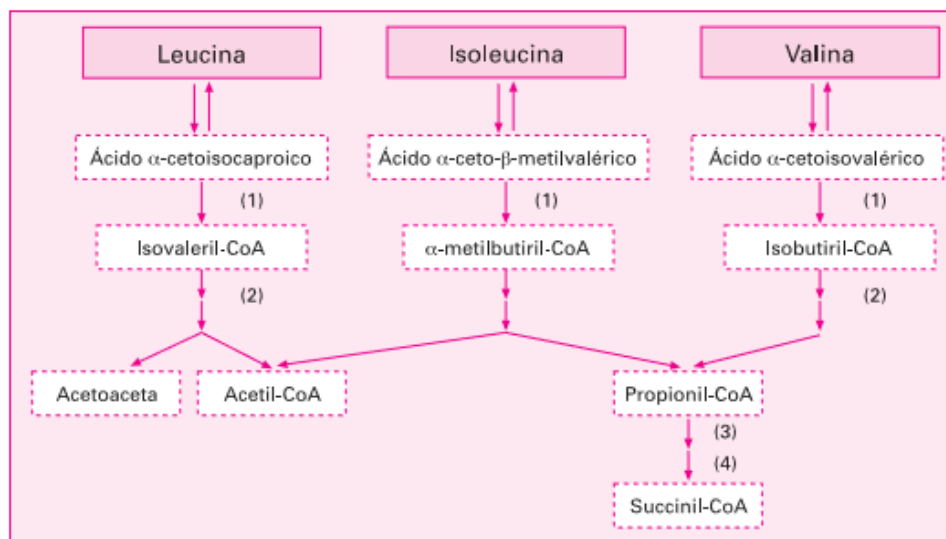 Leucina
Isoleucina
Valina
Ácido α-cetoisocaproico
Ácido α-ceto-β-metilvalérico
Ácido α-cetoisovalérico
(1)
(1)
(1)
Isovaleril-CoA
α-metilbutiril-CoA
Isobutiril-CoA
(2)
(2)
Acetoaceta
Acetil-CoA
Propionil-CoA
(3)
(4)
Succinil-CoA